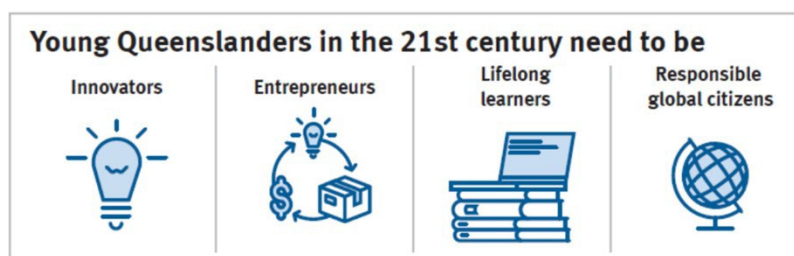 Young Queenslanders in the 21st century need to be
Innovators
Entrepreneurs
Lifelong
learners
Responsible
global citizens